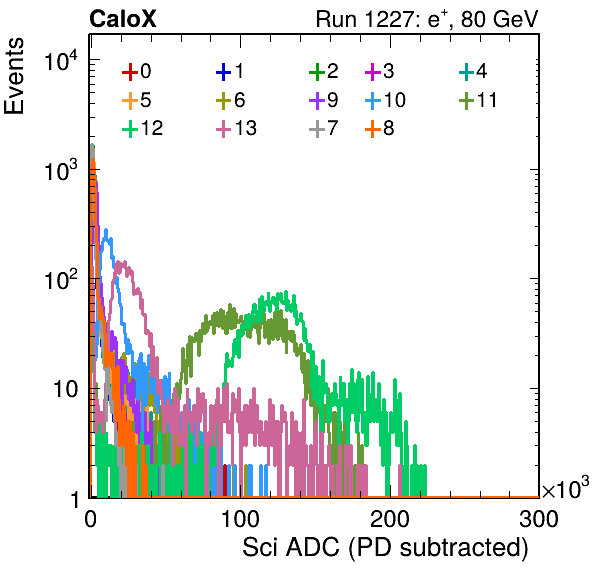 CaloX Run 1227: e⁺, 80 GeV
Events
10⁴
10³
10²
10
1
0 1 2 3 4
5 6 9 10 11
12 13 7 8
0 100 200 300
×10³
Sci ADC (PD subtracted)